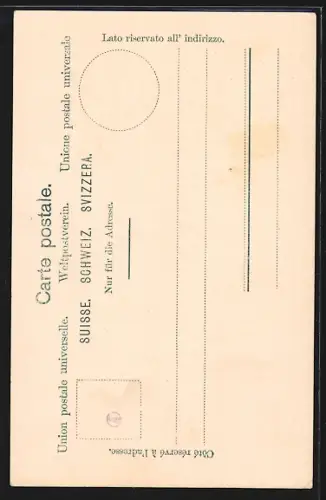 Carte postale.
Union postale universelle. Weltpostverein. Unione postale universale
SUISSE. SCHWEIZ. SVIZZERA.
Nur für die Adresse.
Côté réservé à l'adresse.
Lato riservato all' indirizzo.